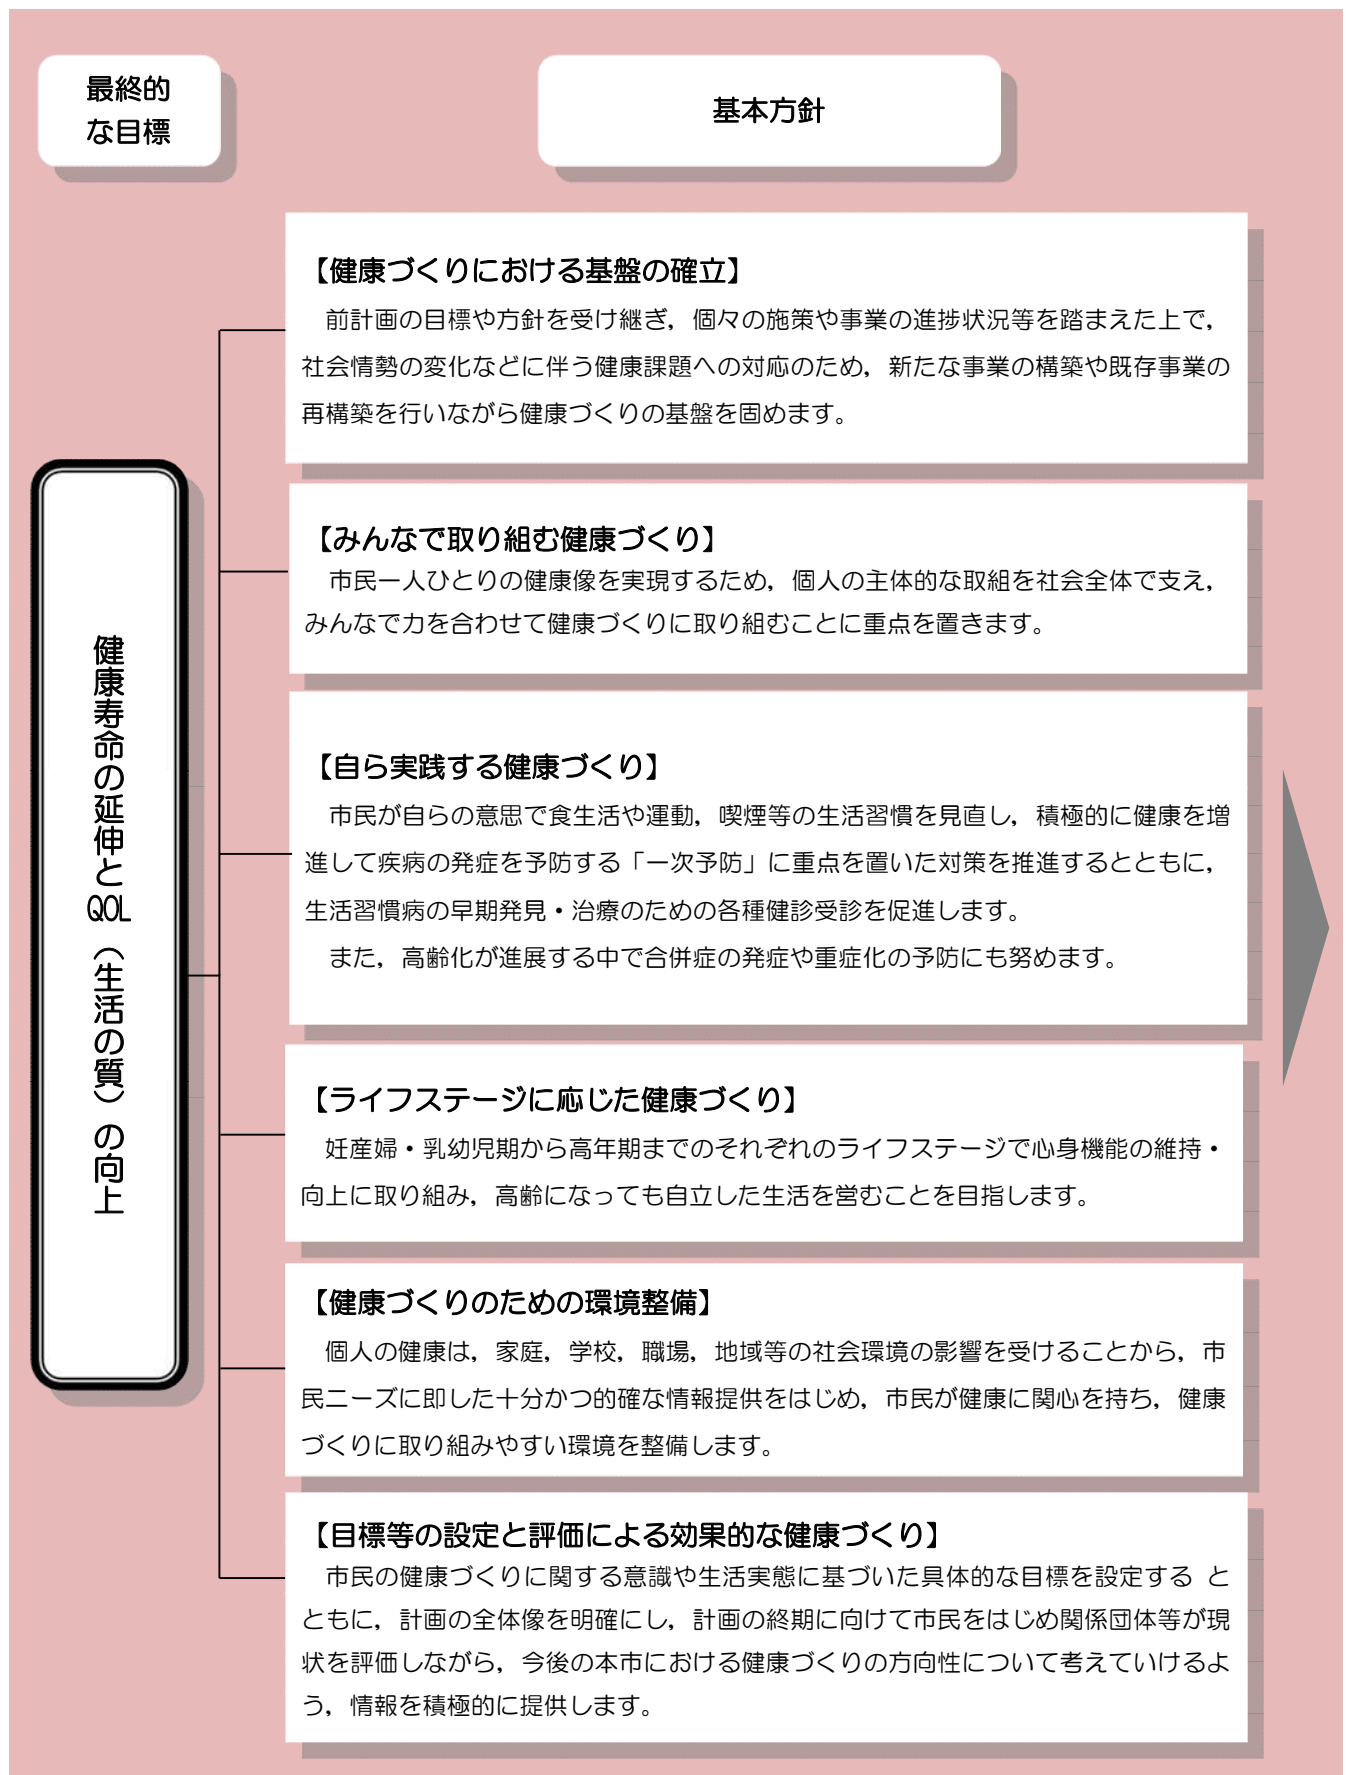 最終的
な目標
基本方針
健康寿命の延伸とQOL（生活の質）の向上
【健康づくりにおける基盤の確立】
前計画の目標や方針を受け継ぎ，個々の施策や事業の進捗状況等を踏まえた上で，
社会情勢の変化などに伴う健康課題への対応のため，新たな事業の構築や既存事業の
再構築を行いながら健康づくりの基盤を固めます。
【みんなで取り組む健康づくり】
市民一人ひとりの健康像を実現するため，個人の主体的な取組を社会全体で支え，
みんなで力を合わせて健康づくりに取り組むことに重点を置きます。
【自ら実践する健康づくり】
市民が自らの意思で食生活や運動，喫煙等の生活習慣を見直し，積極的に健康を増
進して疾病の発症を予防する「一次予防」に重点を置いた対策を推進するとともに，
生活習慣病の早期発見・治療のための各種健診受診を促進します。
また，高齢化が進展する中で合併症の発症や重症化の予防にも努めます。
【ライフステージに応じた健康づくり】
妊産婦・乳幼児期から高年期までのそれぞれのライフステージで心身機能の維持・
向上に取り組み，高齢になっても自立した生活を営むことを目指します。
【健康づくりのための環境整備】
個人の健康は，家庭，学校，職場，地域等の社会環境の影響を受けることから，市
民ニーズに即した十分かつ的確な情報提供をはじめ，市民が健康に関心を持ち，健康
づくりに取り組みやすい環境を整備します。
【目標等の設定と評価による効果的な健康づくり】
市民の健康づくりに関する意識や生活実態に基づいた具体的な目標を設定する と
ともに，計画の全体像を明確にし，計画の終期に向けて市民をはじめ関係団体等が現
状を評価しながら，今後の本市における健康づくりの方向性について考えていけるよ
う，情報を積極的に提供します。